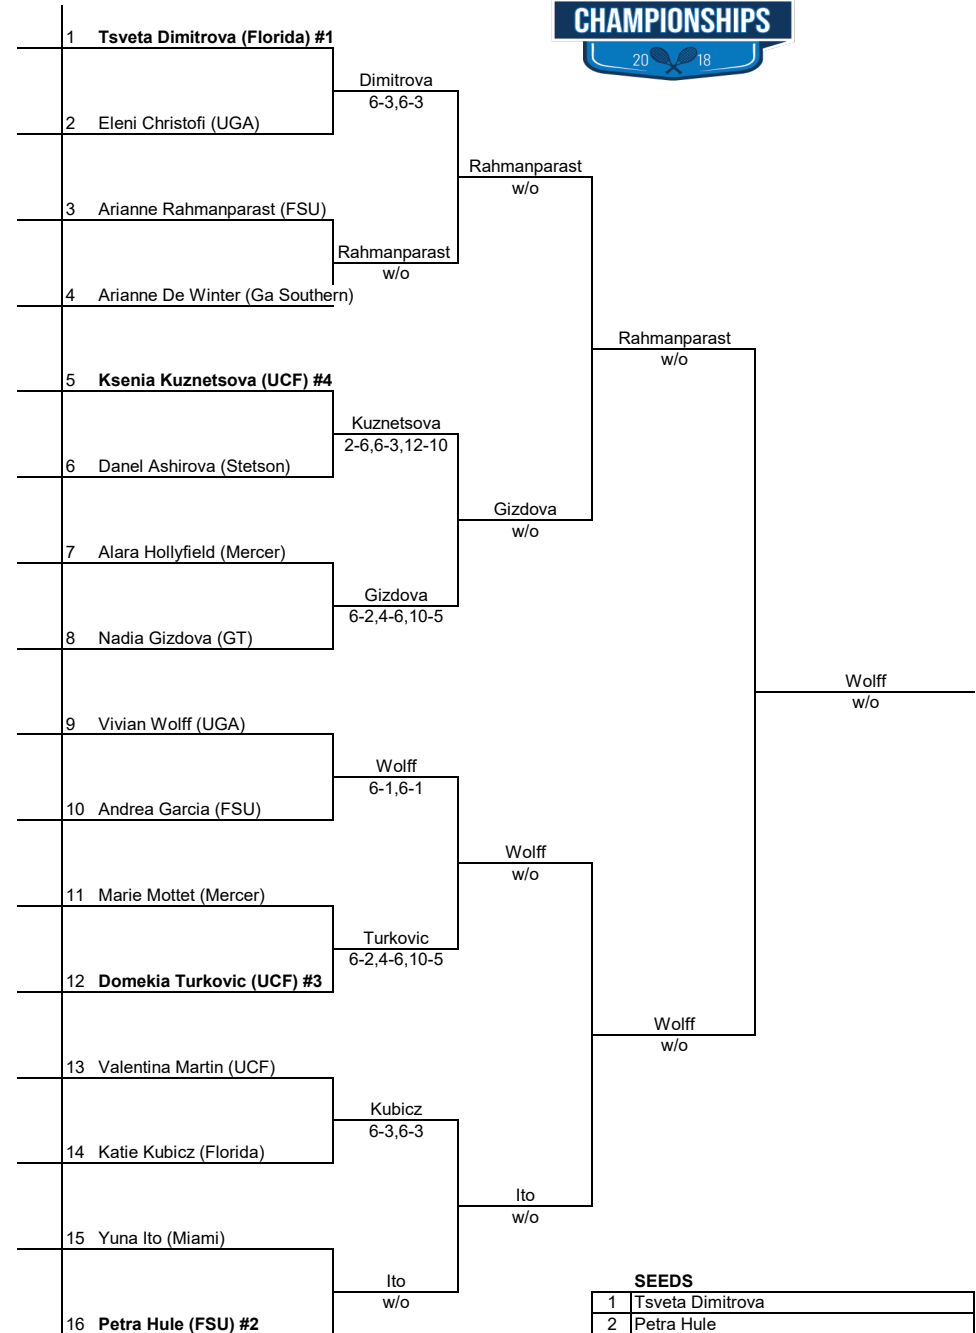 CHAMPIONSHIPS
20 18
1 Tsveta Dimitrova (Florida) #1
Dimitrova
6-3,6-3
2 Eleni Christofi (UGA)
Rahmanparast
w/o
3 Arianne Rahmanparast (FSU)
Rahmanparast
w/o
4 Arianne De Winter (Ga Southern)
Rahmanparast
w/o
5 Ksenia Kuznetsova (UCF) #4
Kuznetsova
2-6,6-3,12-10
6 Danel Ashirova (Stetson)
Gizdova
w/o
7 Alara Hollyfield (Mercer)
Gizdova
6-2,4-6,10-5
8 Nadia Gizdova (GT)
Wolff
w/o
9 Vivian Wolff (UGA)
Wolff
6-1,6-1
10 Andrea Garcia (FSU)
Wolff
w/o
11 Marie Mottet (Mercer)
Turkovic
6-2,4-6,10-5
12 Domekia Turkovic (UCF) #3
Wolff
w/o
13 Valentina Martin (UCF)
Kubicz
6-3,6-3
14 Katie Kubicz (Florida)
Ito
w/o
15 Yuna Ito (Miami)
Ito
w/o
SEEDS
1 Tsveta Dimitrova
16 Petra Hule (FSU) #2
2 Petra Hule